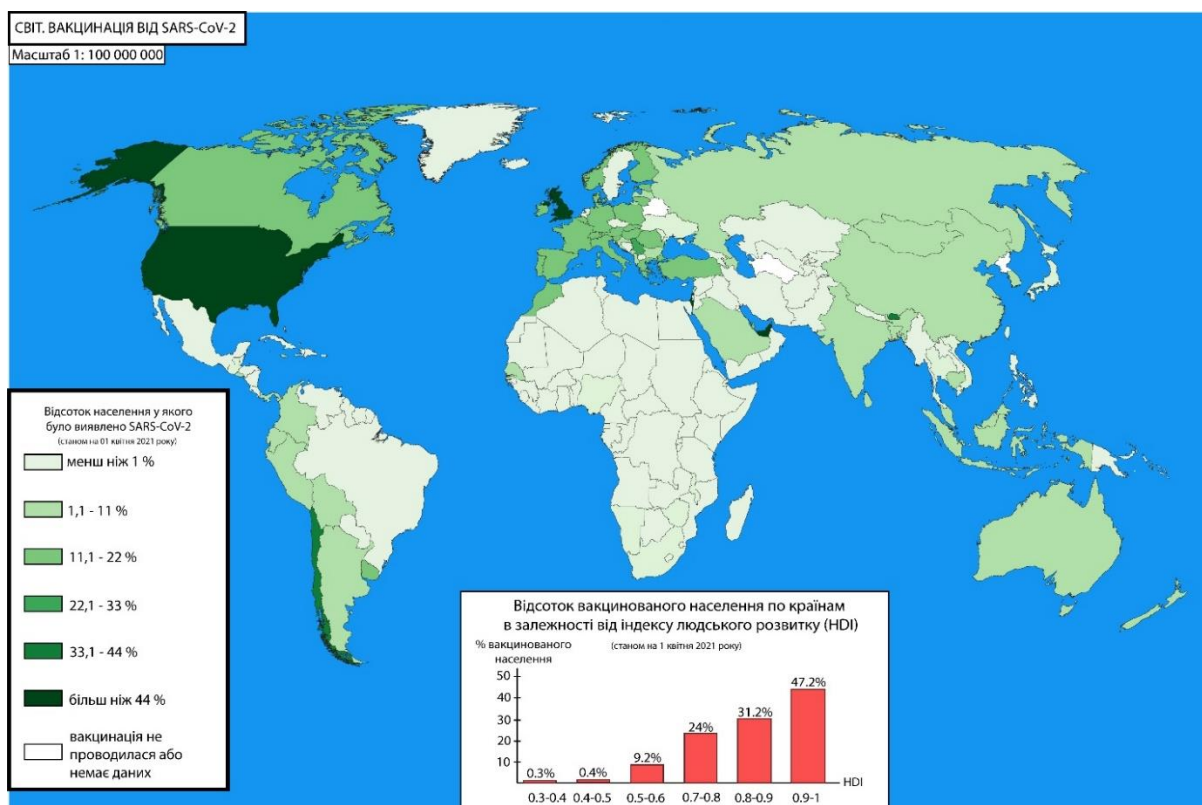 СВІТ. ВАКЦИНАЦІЯ ВІД SARS-CoV-2
Масштаб 1: 100 000 000
Відсоток населення у якого
було виявлено SARS-CoV-2
(станом на 01 квітня 2021 року)
менш ніж 1 %
1,1 - 11 %
11,1 - 22 %
22,1 - 33 %
33,1 - 44 %
більш ніж 44 %
вакцинація не
проводилася або
немає даних
Відсоток вакцинованого населення по країнам
в залежності від індексу людського розвитку (HDI)
(станом на 1 квітня 2021 року)
% вакцинованого
населення
50
40
30
20
10
0.3%
0.4%
9.2%
24%
31.2%
47.2%
HDI
0.3-0.4
0.4-0.5
0.5-0.6
0.7-0.8
0.8-0.9
0.9-1